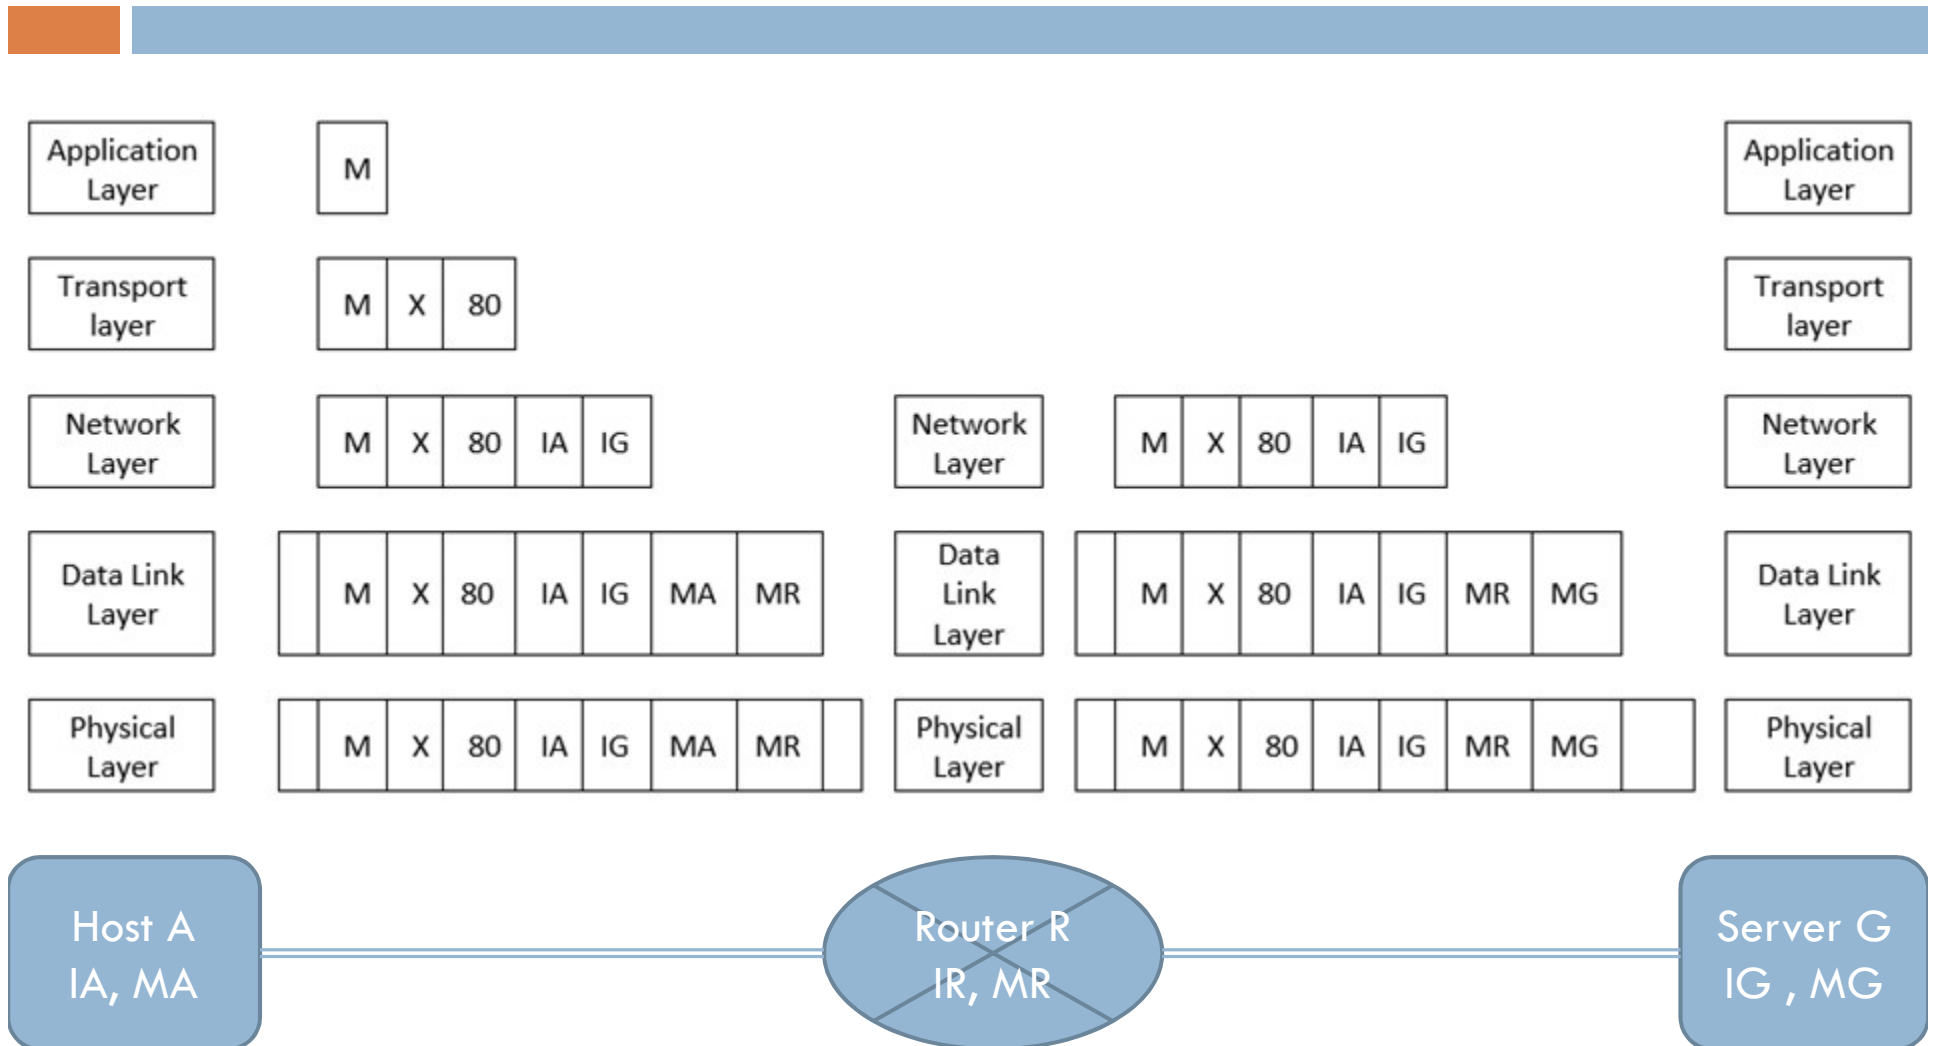 Application
Layer
M
Application
Layer
Transport
layer
M X 80
Transport
layer
Network
Layer
M X 80 IA IG
Network
Layer
M X 80 IA IG
Network
Layer
Data Link
Layer
M X 80 IA IG MA MR
Data
Link
Layer
M X 80 IA IG MR MG
Data Link
Layer
Physical
Layer
M X 80 IA IG MA MR
Physical
Layer
M X 80 IA IG MR MG
Physical
Layer
Host A
IA, MA
Router R
IR, MR
Server G
IG , MG